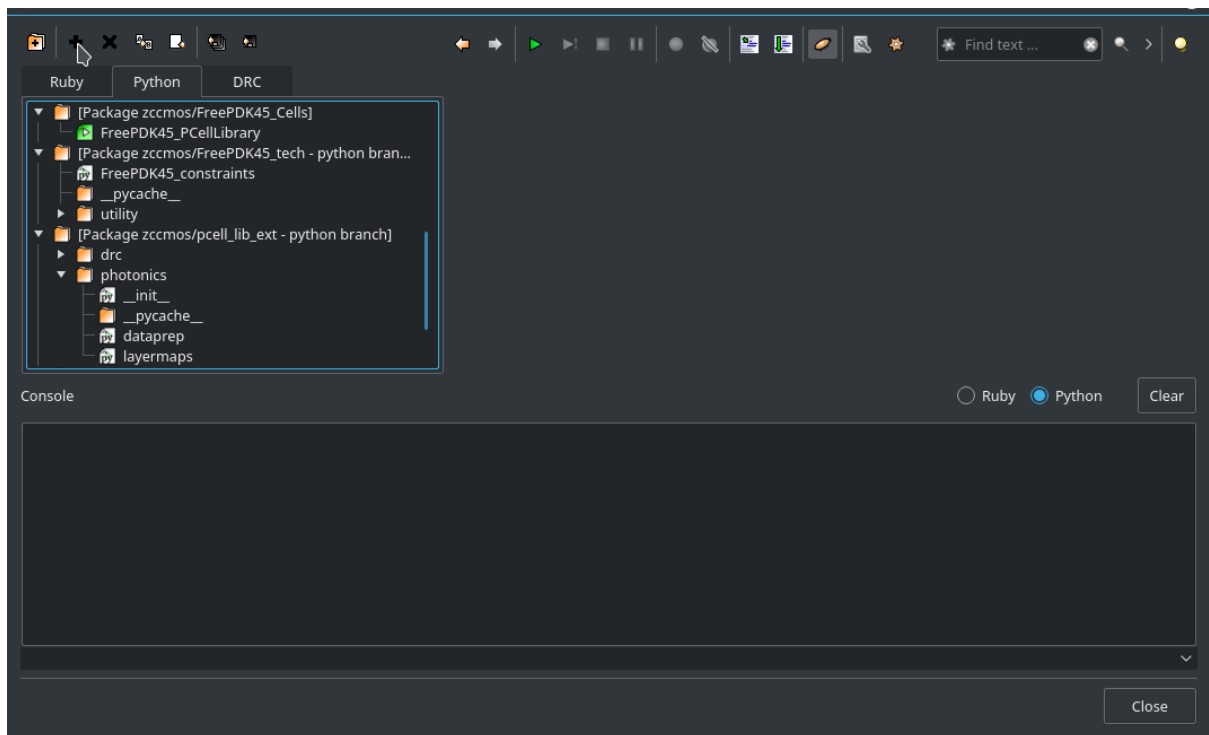 Find text ...
Ruby Python DRC
[Package zccmos/FreePDK45_Cells]
FreePDK45_PCellLibrary
[Package zccmos/FreePDK45_tech - python bran...
FreePDK45_constraints
__pycache__
utility
[Package zccmos/pcell_lib_ext - python branch]
drc
photonics
__init__
__pycache__
dataprep
layermaps
Console Ruby Python Clear
Close